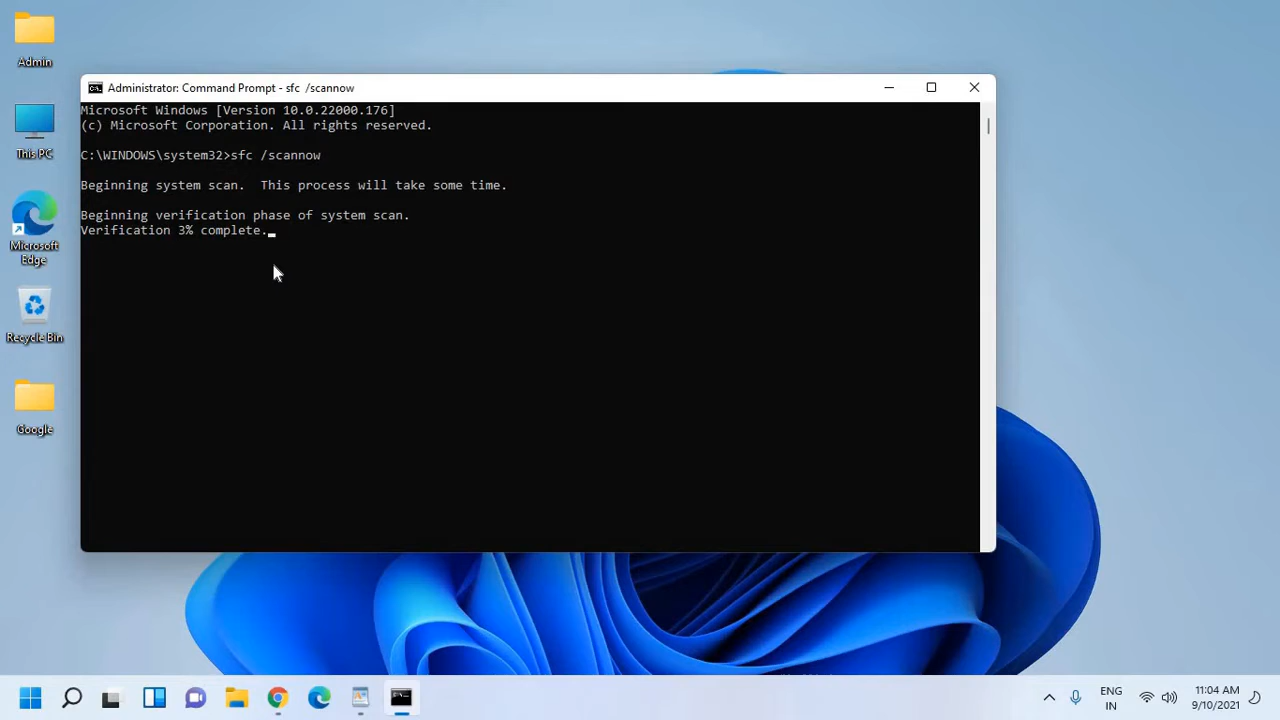 Admin
This PC
Microsoft
Edge
Recycle Bin
Google
Administrator: Command Prompt - sfc  /scannow
Microsoft Windows [Version 10.0.22000.176]
(c) Microsoft Corporation. All rights reserved.
C:\WINDOWS\system32>sfc /scannow
Beginning system scan.  This process will take some time.
Beginning verification phase of system scan.
Verification 3% complete.
ENG
IN
11:04 AM
9/10/2021